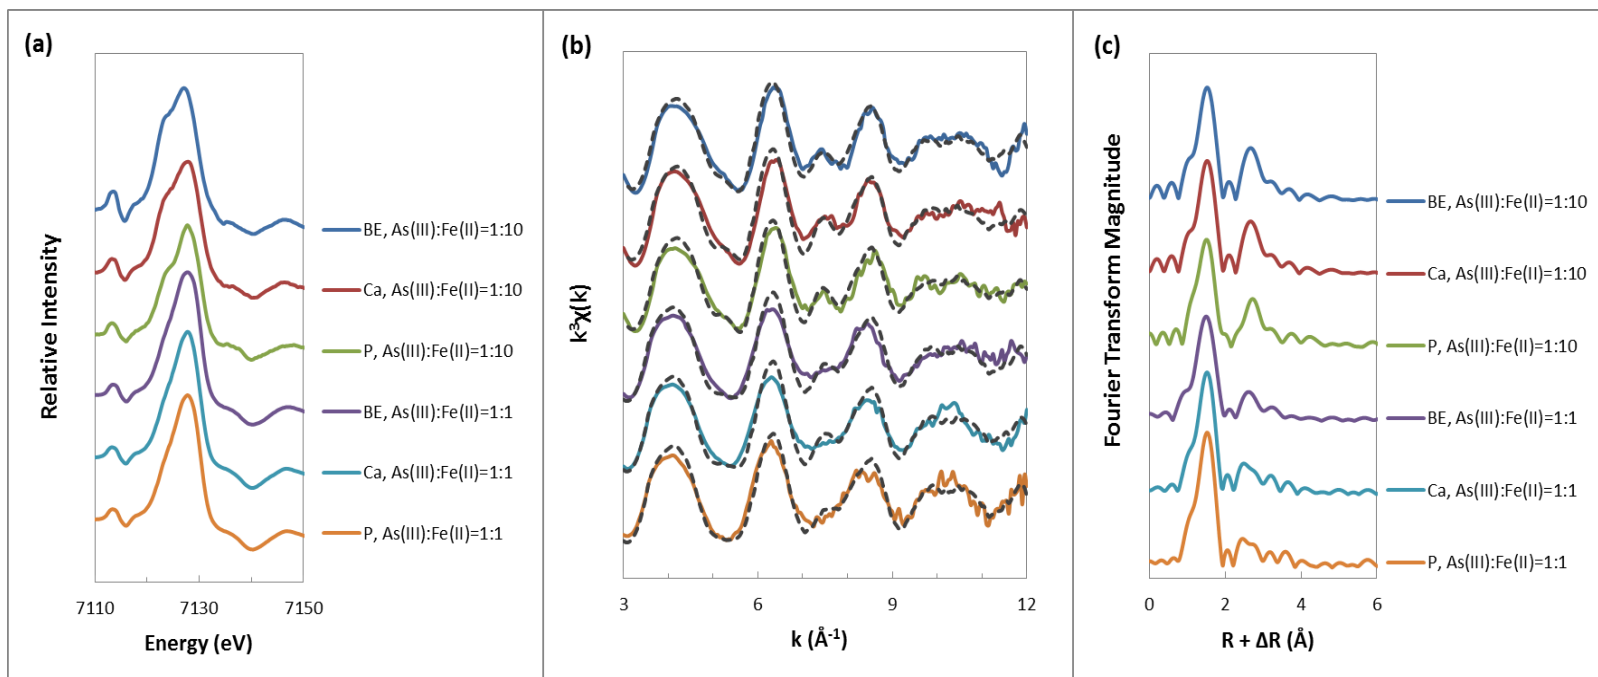 (a)
Relative Intensity
BE, As(III):Fe(II)=1:10
Ca, As(III):Fe(II)=1:10
P, As(III):Fe(II)=1:10
BE, As(III):Fe(II)=1:1
Ca, As(III):Fe(II)=1:1
P, As(III):Fe(II)=1:1
7110 7130 7150
Energy (eV)
(b)
k³χ(k)
3 6 9 12
k (Å⁻¹)
(c)
Fourier Transform Magnitude
BE, As(III):Fe(II)=1:10
Ca, As(III):Fe(II)=1:10
P, As(III):Fe(II)=1:10
BE, As(III):Fe(II)=1:1
Ca, As(III):Fe(II)=1:1
P, As(III):Fe(II)=1:1
0 2 4 6
R + ΔR (Å)